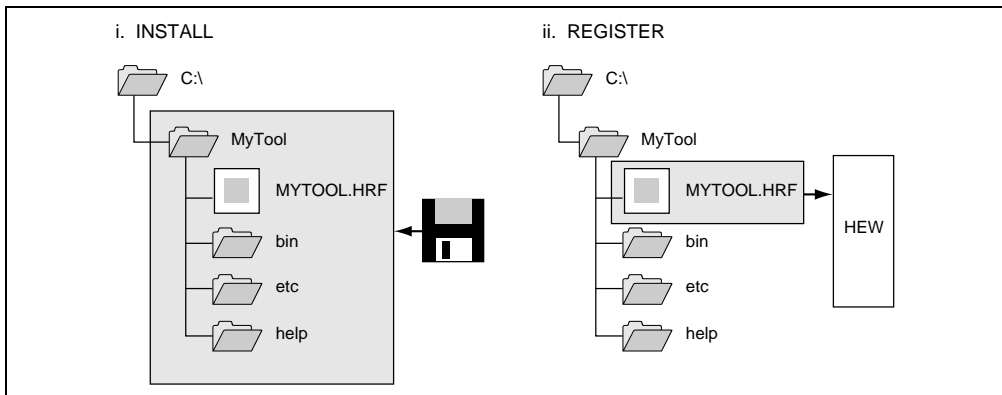 i. INSTALL
C:\
MyTool
MYTOOL.HRF
bin
etc
help
ii. REGISTER
C:\
MyTool
MYTOOL.HRF
HEW
bin
etc
help